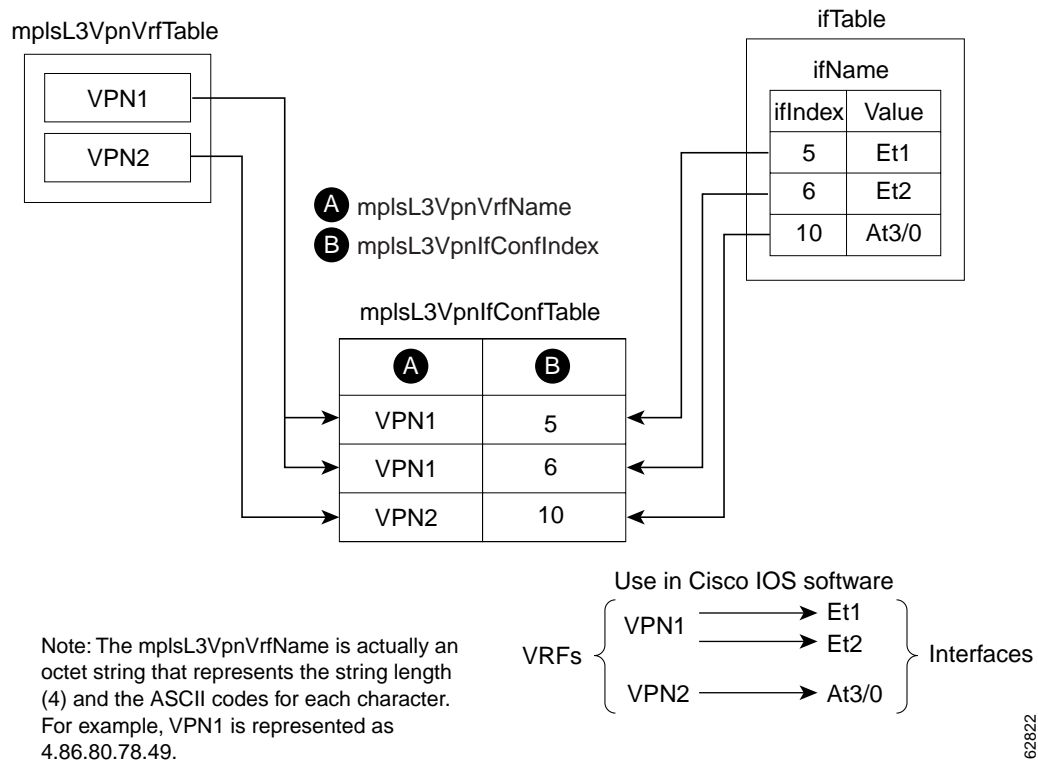 mplsL3VpnVrfTable
VPN1
VPN2
ifTable
ifName
ifIndex Value
5 Et1
6 Et2
10 At3/0
A mplsL3VpnVrfName
B mplsL3VpnIfConfIndex
mplsL3VpnIfConfTable
A B
VPN1 5
VPN1 6
VPN2 10
Use in Cisco IOS software
VRFs
VPN1
Et1
Et2
VPN2
At3/0
Interfaces
Note: The mplsL3VpnVrfName is actually an
octet string that represents the string length
(4) and the ASCII codes for each character.
For example, VPN1 is represented as
4.86.80.78.49.
62822